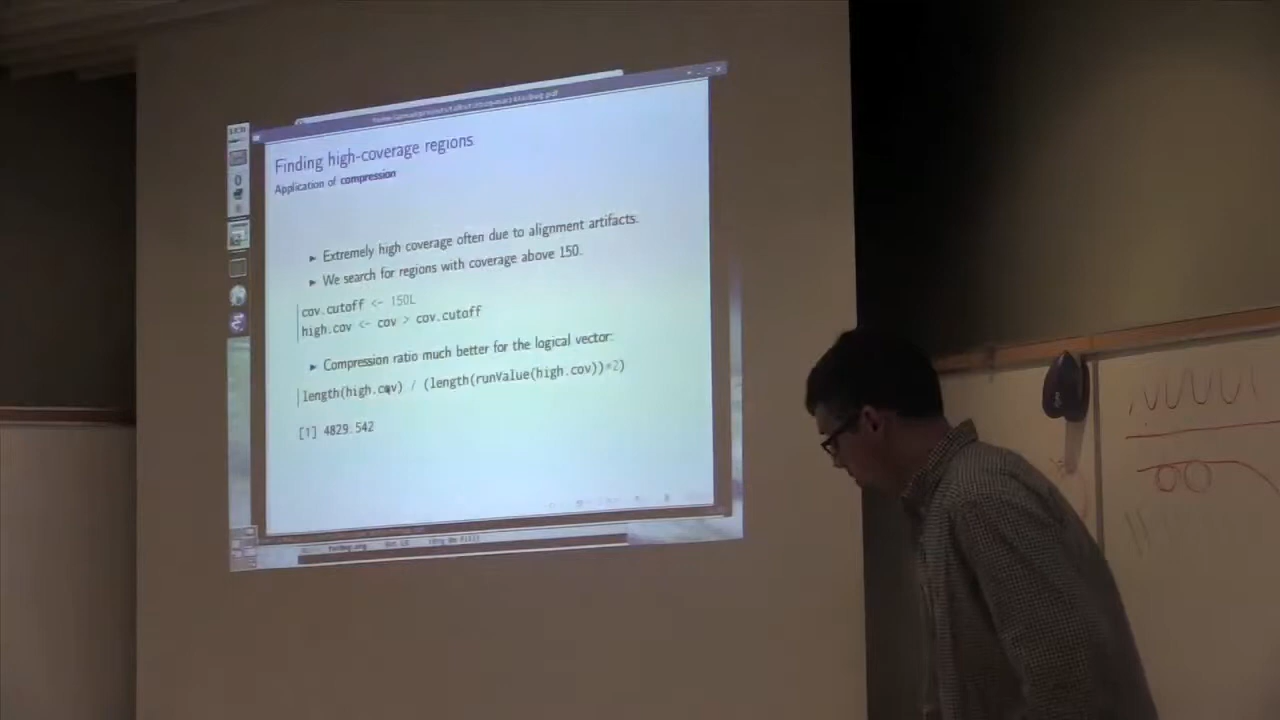 Finding high-coverage regions
Application of compression
▸ Extremely high coverage often due to alignment artifacts.
▸ We search for regions with coverage above 150.
cov.cutoff <- 150L
high.cov <- cov > cov.cutoff
▸ Compression ratio much better for the logical vector:
length(high.cov) / (length(runValue(high.cov))*2)
[1] 4829.542